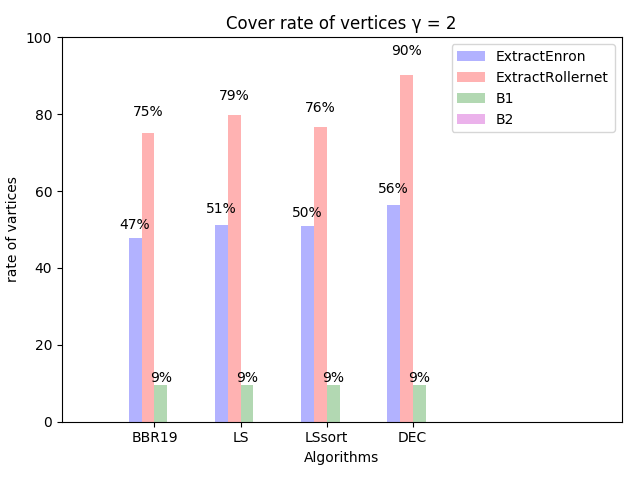 Cover rate of vertices γ = 2
rate of vartices
100
80
60
40
20
0
ExtractEnron
ExtractRollernet
B1
B2
47%
75%
9%
51%
79%
9%
50%
76%
9%
56%
90%
9%
BBR19
LS
LSsort
DEC
Algorithms